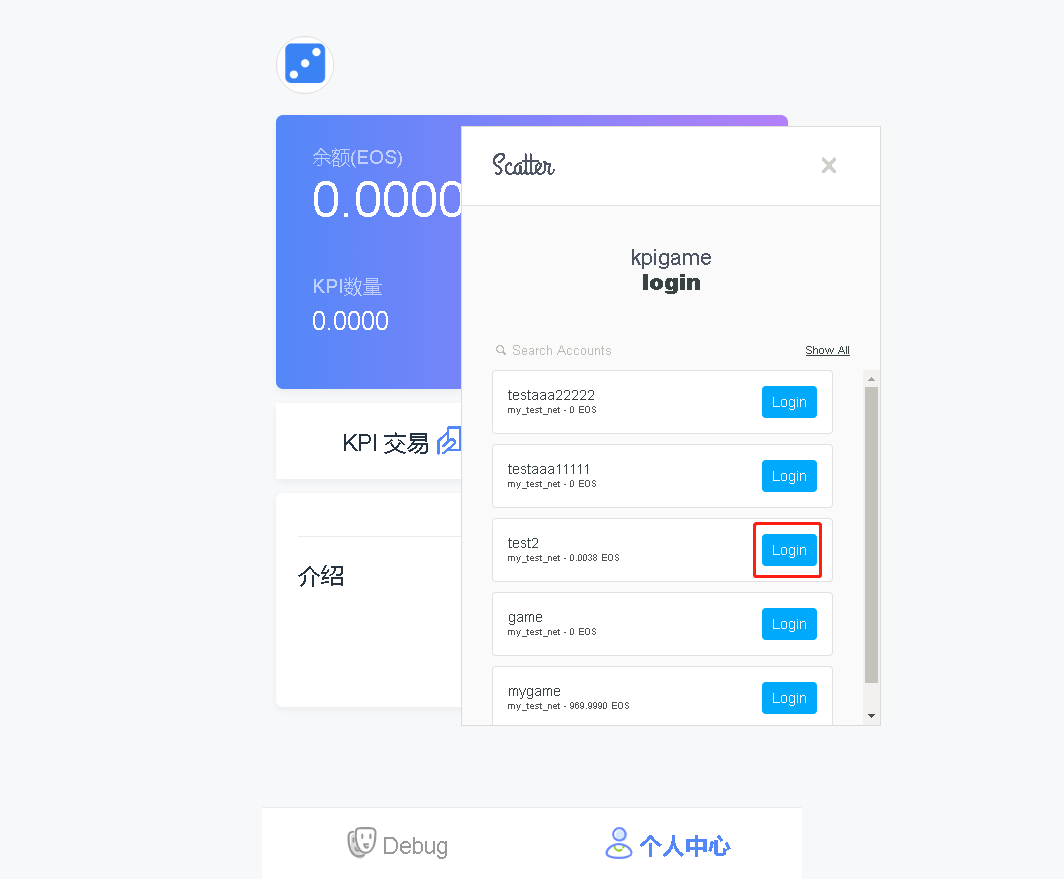 余额(EOS)
0.0000
KPI数量
0.0000
KPI 交易
介绍
Scatter
kpigame
login
Search Accounts
Show All
testaaa22222
my_test_net - 0 EOS
Login
testaaa11111
my_test_net - 0 EOS
Login
test2
my_test_net - 0.0038 EOS
Login
game
my_test_net - 0 EOS
Login
mygame
my_test_net - 969.9990 EOS
Login
Debug
个人中心